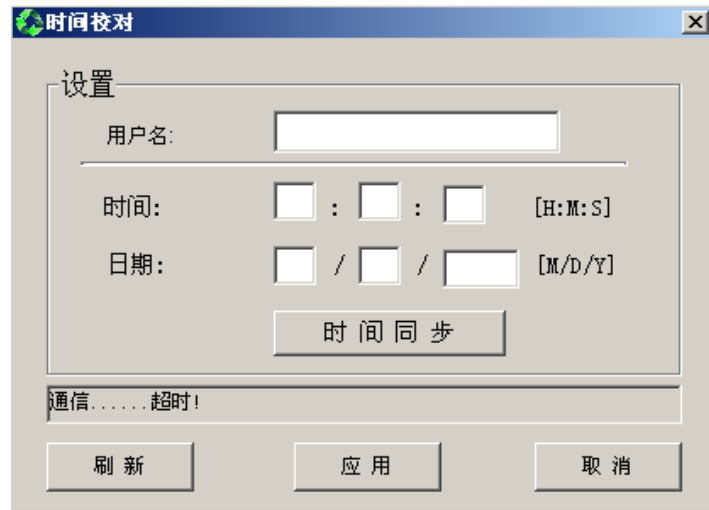 时间校对
设置
用户名:
时间: : : [H:M:S]
日期: / / [M/D/Y]
时间同步
通信......超时!
刷新 应用 取消